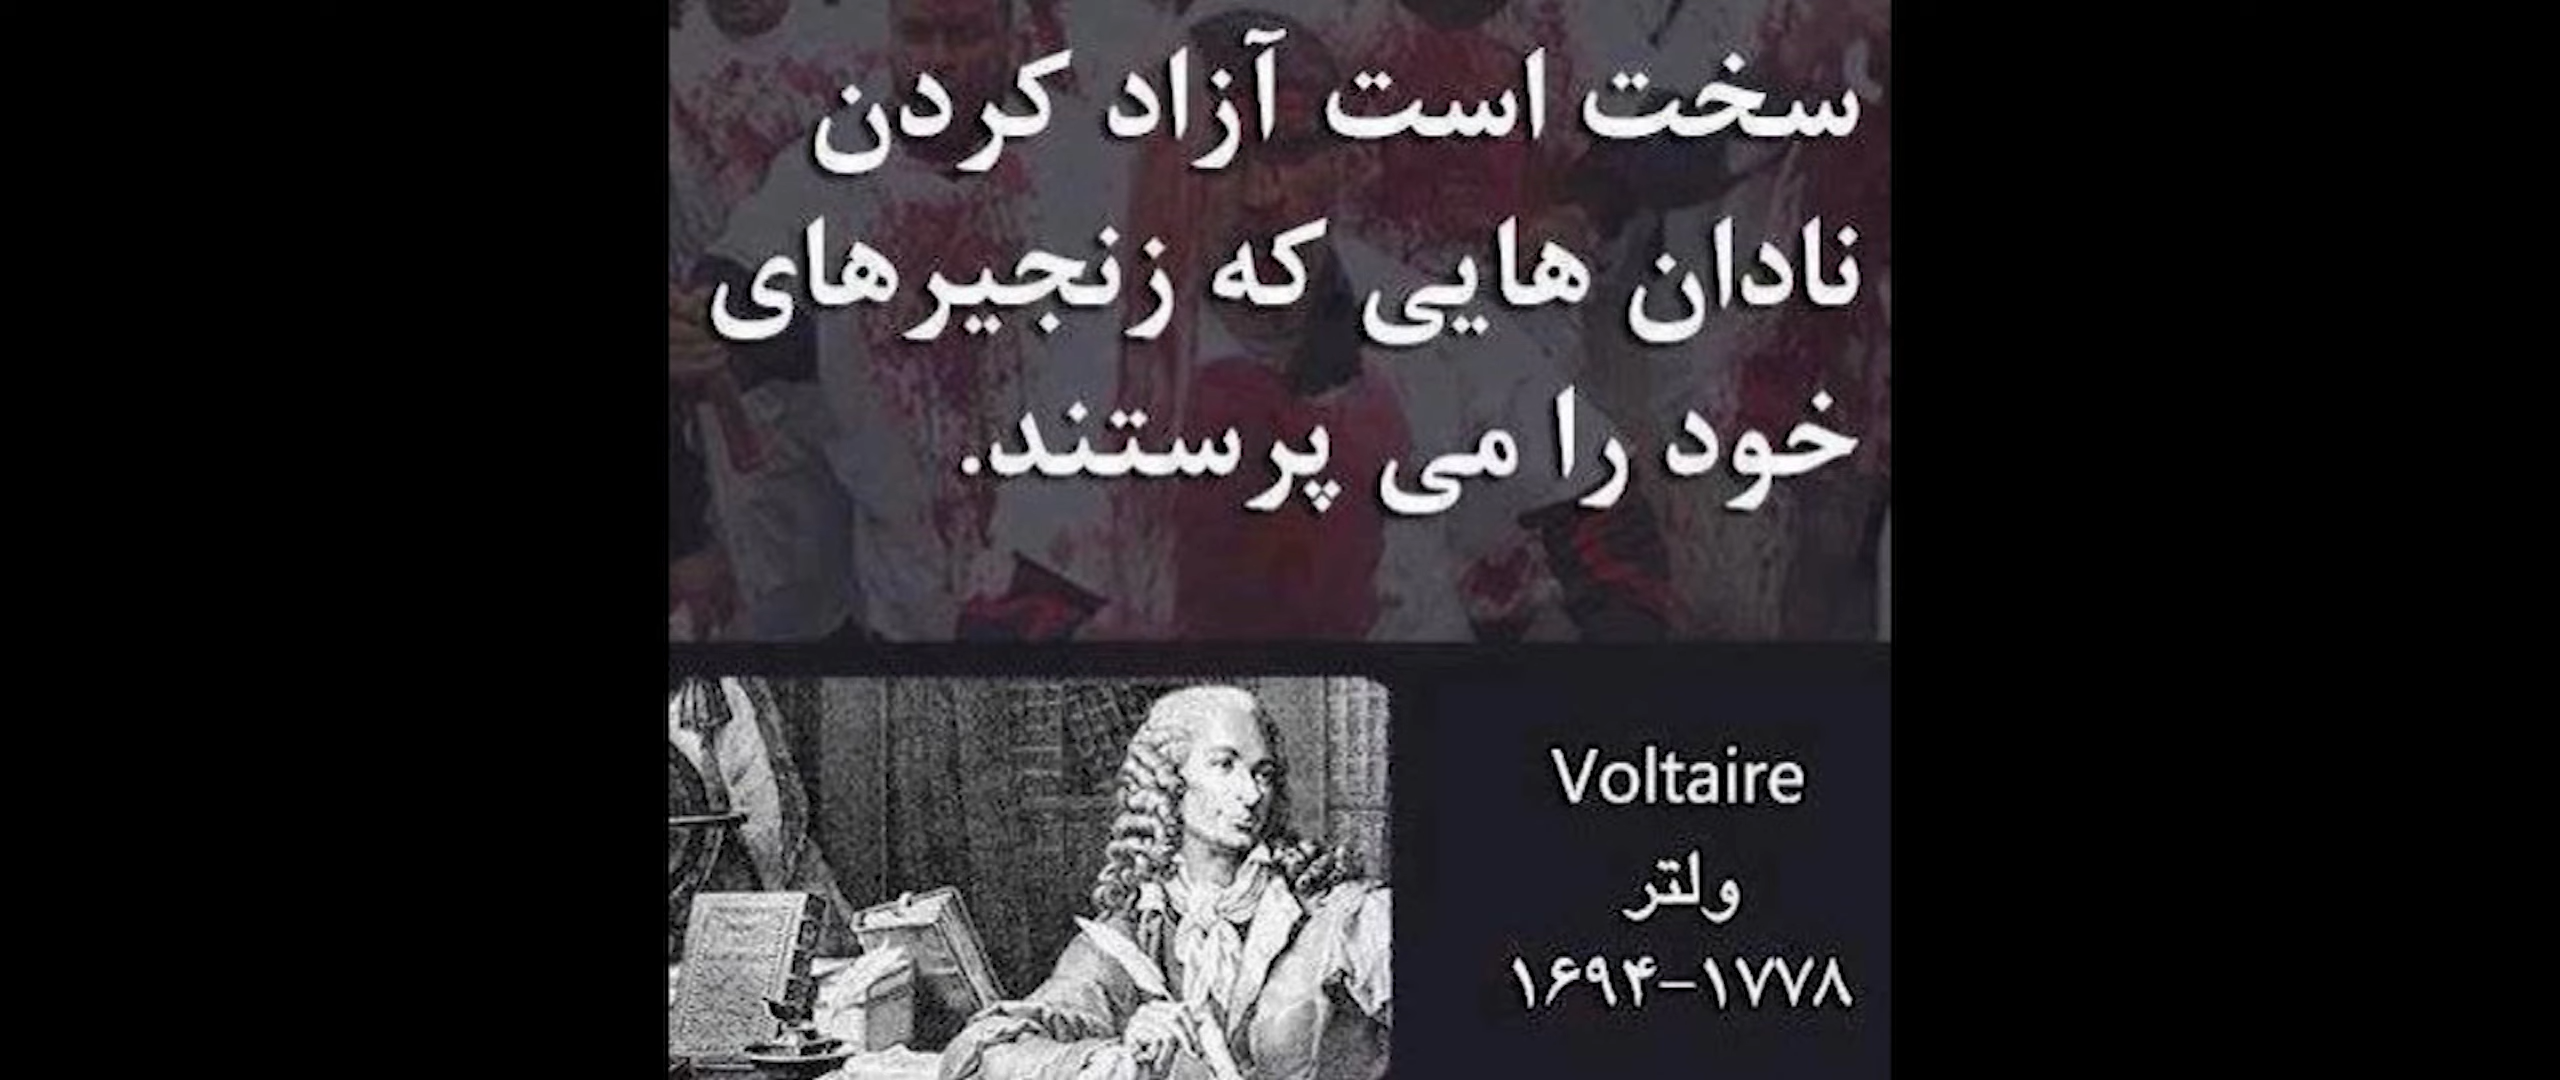 سخت است آزاد کردن
نادان هایی که زنجیرهای
خود را می پرستند.
Voltaire
ولتر
۱۶۹۴–۱۷۷۸